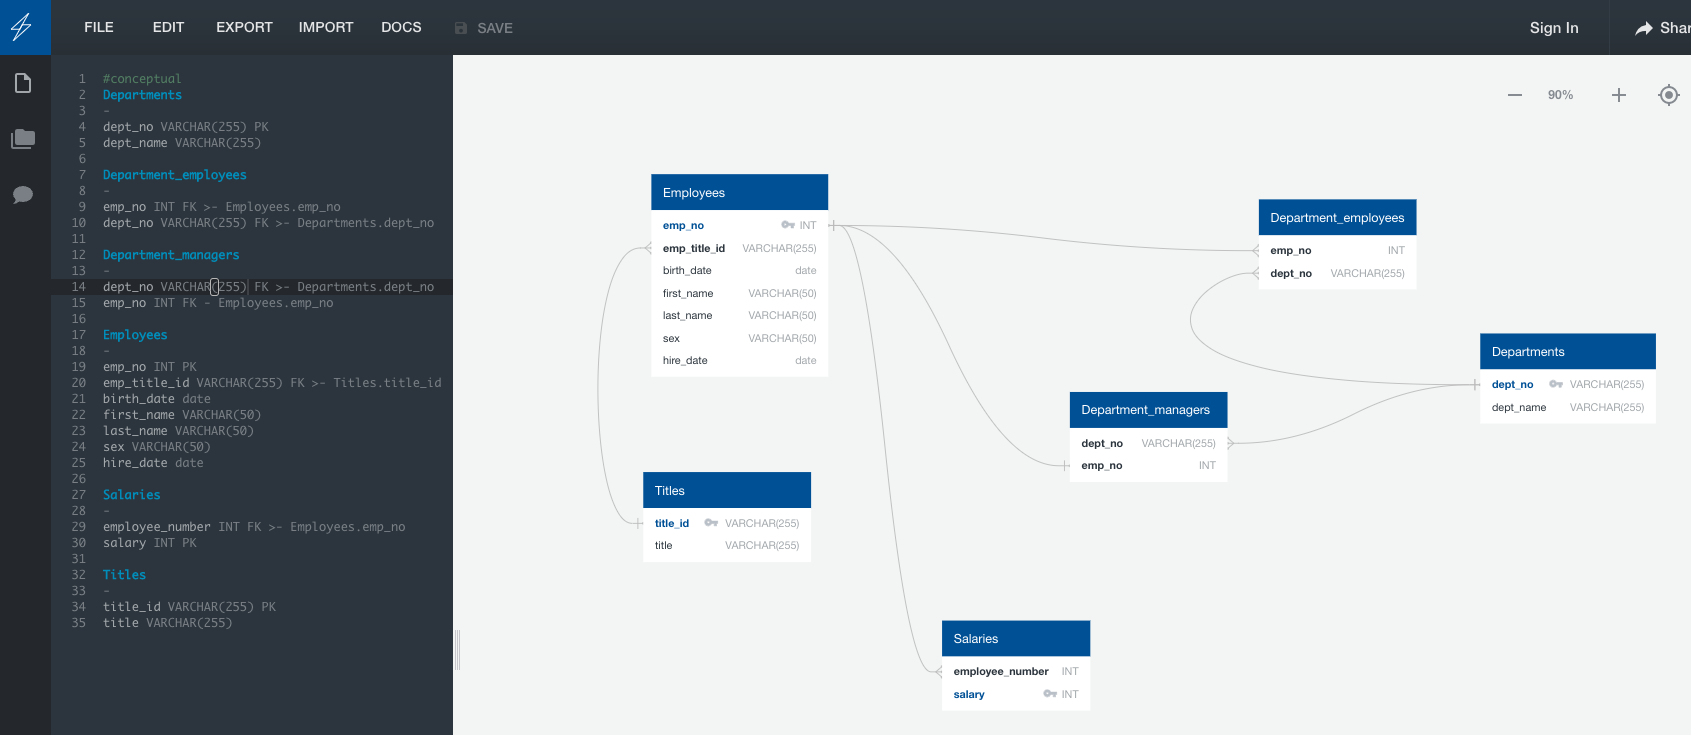 FILE EDIT EXPORT IMPORT DOCS SAVE Sign In Shar
1 #conceptual
2 Departments
3 -
4 dept_no VARCHAR(255) PK
5 dept_name VARCHAR(255)
6
7 Department_employees
8 -
9 emp_no INT FK >- Employees.emp_no
10 dept_no VARCHAR(255) FK >- Departments.dept_no
11
12 Department_managers
13 -
14 dept_no VARCHAR(255) FK >- Departments.dept_no
15 emp_no INT FK - Employees.emp_no
16
17 Employees
18 -
19 emp_no INT PK
20 emp_title_id VARCHAR(255) FK >- Titles.title_id
21 birth_date date
22 first_name VARCHAR(50)
23 last_name VARCHAR(50)
24 sex VARCHAR(50)
25 hire_date date
26
27 Salaries
28 -
29 employee_number INT FK >- Employees.emp_no
30 salary INT PK
31
32 Titles
33 -
34 title_id VARCHAR(255) PK
35 title VARCHAR(255)
90%
Employees
emp_no INT
emp_title_id VARCHAR(255)
birth_date date
first_name VARCHAR(50)
last_name VARCHAR(50)
sex VARCHAR(50)
hire_date date
Department_employees
emp_no INT
dept_no VARCHAR(255)
Departments
dept_no VARCHAR(255)
dept_name VARCHAR(255)
Department_managers
dept_no VARCHAR(255)
emp_no INT
Titles
title_id VARCHAR(255)
title VARCHAR(255)
Salaries
employee_number INT
salary INT